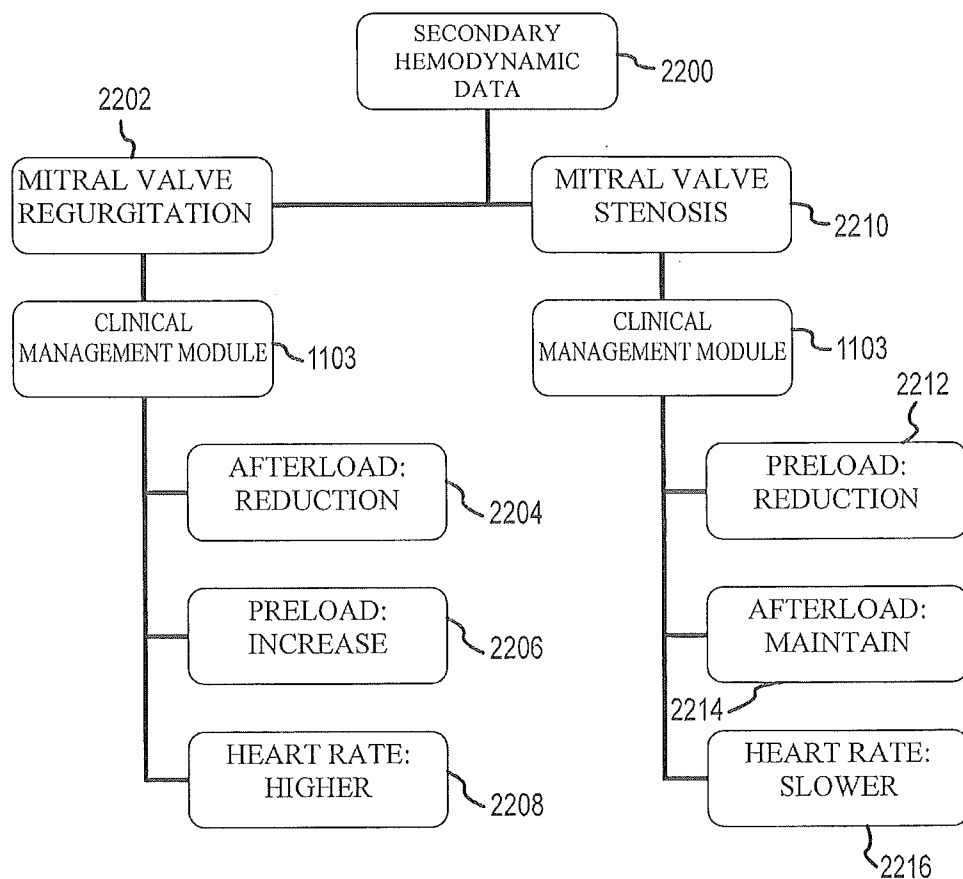 SECONDARY
HEMODYNAMIC
DATA
2200
2202
MITRAL VALVE
REGURGITATION
MITRAL VALVE
STENOSIS
2210
CLINICAL
MANAGEMENT MODULE
1103
CLINICAL
MANAGEMENT MODULE
1103
AFTERLOAD:
REDUCTION
2204
2212
PRELOAD:
REDUCTION
PRELOAD:
INCREASE
2206
AFTERLOAD:
MAINTAIN
2214
HEART RATE:
HIGHER
2208
HEART RATE:
SLOWER
2216